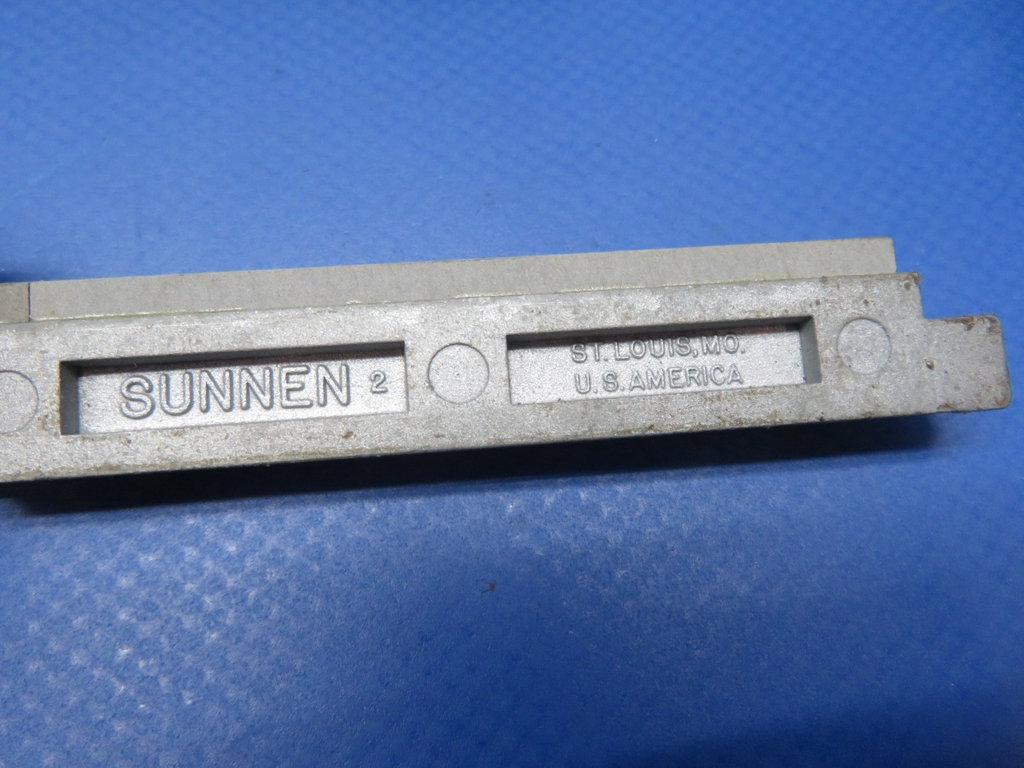 SUNNEN 2
ST. LOUIS, MO.
U.S. AMERICA